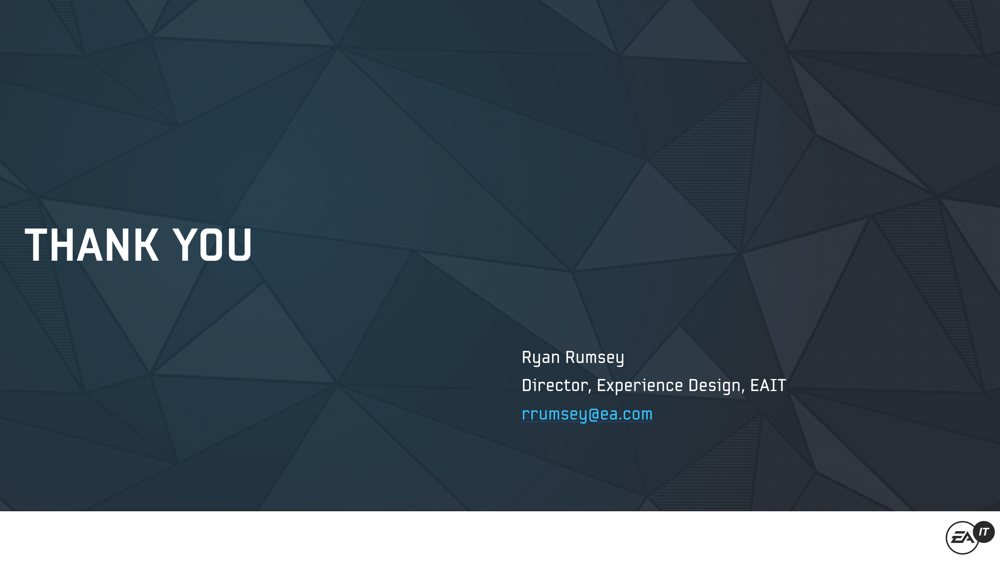 THANK YOU
Ryan Rumsey
Director, Experience Design, EAIT
rrumsey@ea.com
EA IT